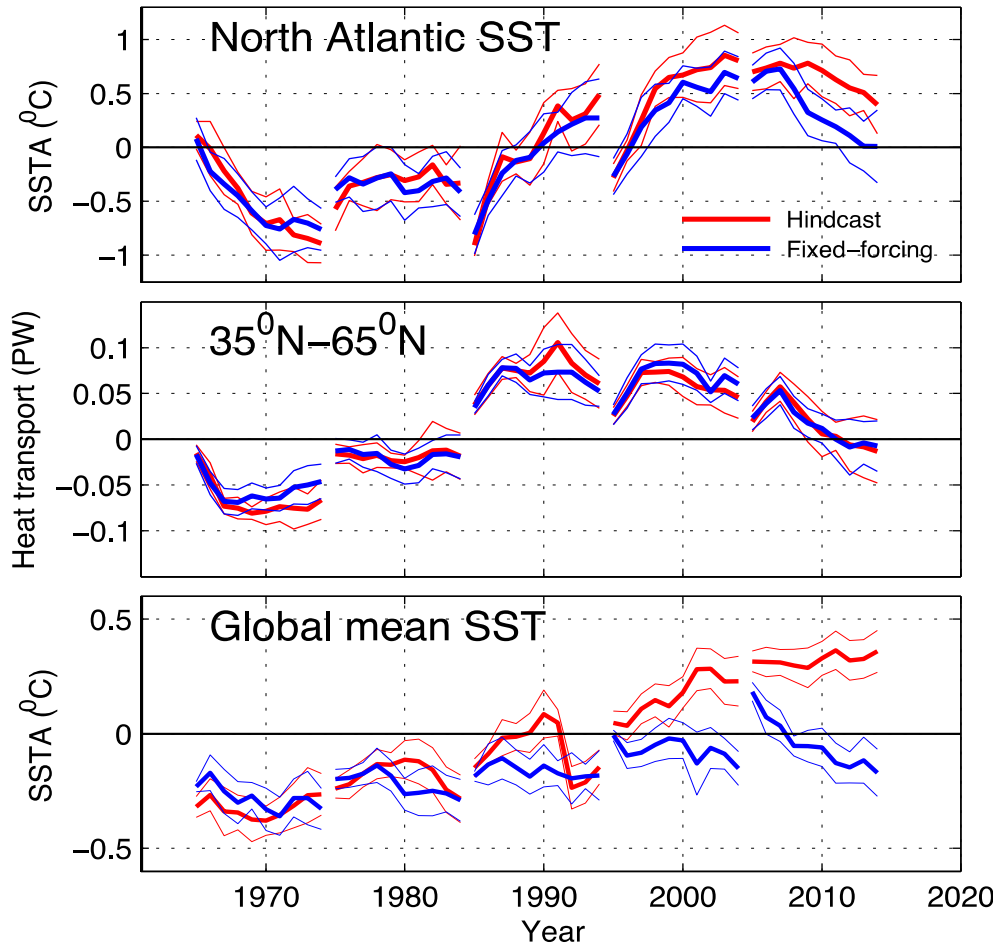 North Atlantic SST
1
0.5
0
−0.5
−1
SSTA (⁰C)
Hindcast
Fixed−forcing
35⁰N−65⁰N
0.1
0.05
0
−0.05
−0.1
Heat transport (PW)
Global mean SST
0.5
0
−0.5
SSTA (⁰C)
1970 1980 1990 2000 2010 2020
Year